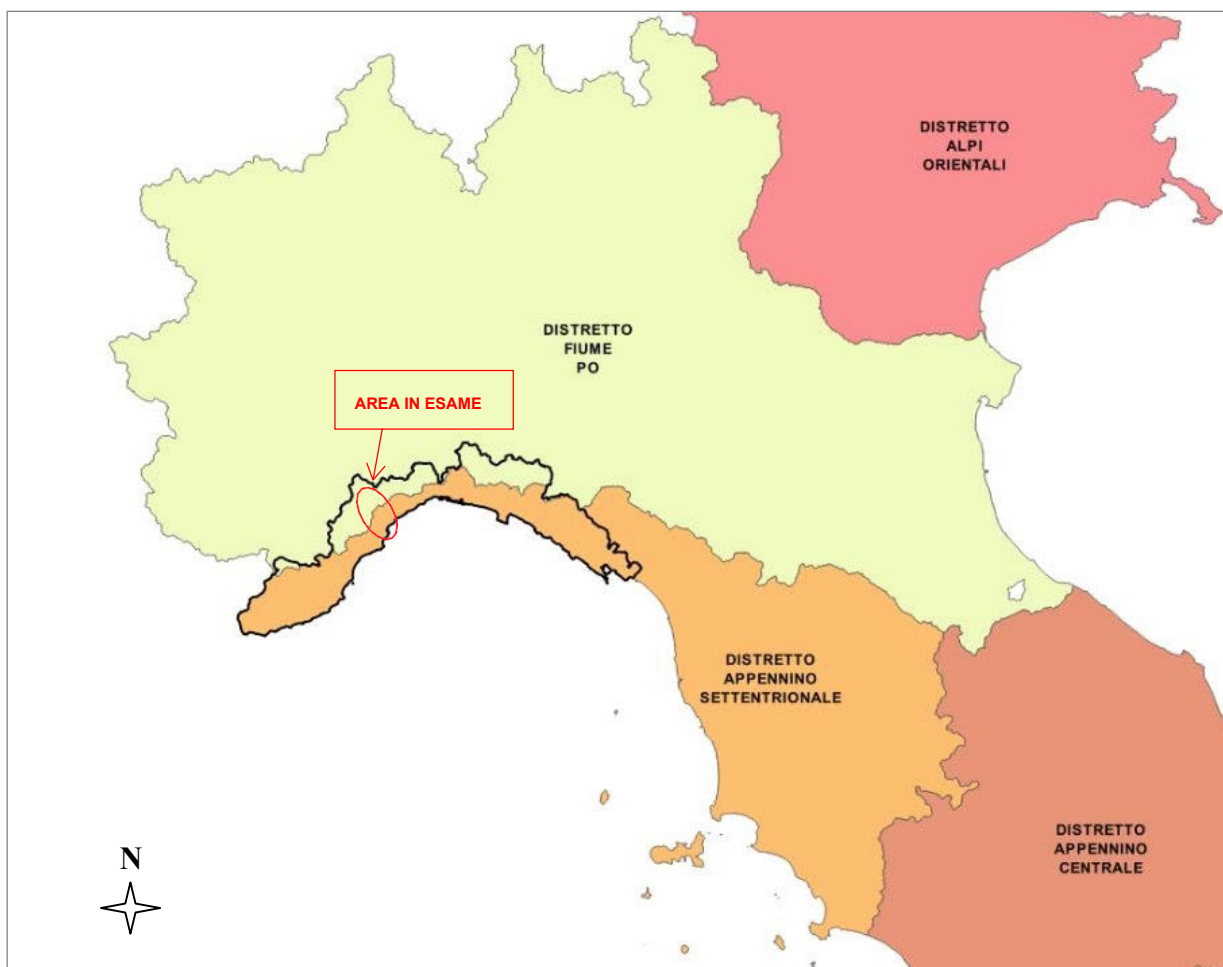 DISTRETTO
ALPI
ORIENTALI
DISTRETTO
FIUME
PO
AREA IN ESAME
DISTRETTO
APPENNINO
SETTENTRIONALE
DISTRETTO
APPENNINO
CENTRALE
N